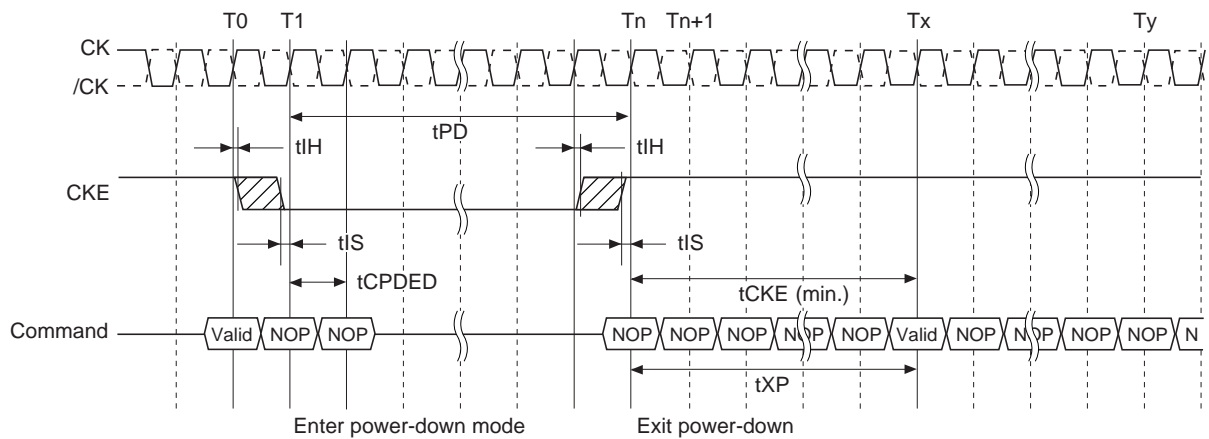 T0 T1 Tn Tn+1 Tx Ty
CK
/CK
tPD
tIH tIH
CKE
tIS tIS
tCPDED
tCKE (min.)
Command Valid NOP NOP NOP NOP NOP NOP NOP Valid NOP NOP NOP NOP N
tXP
Enter power-down mode Exit power-down